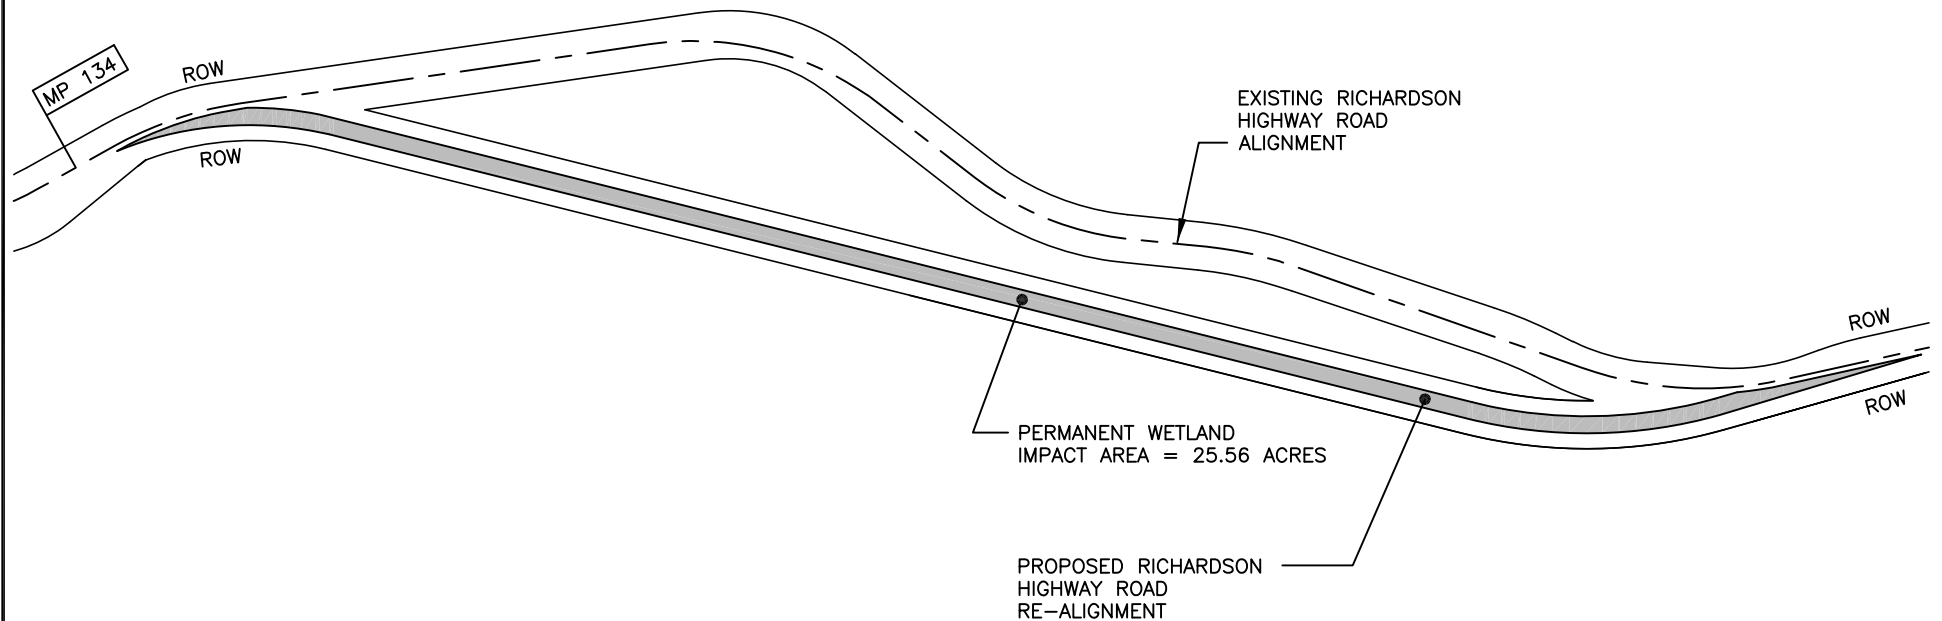 MP 134
ROW
ROW
EXISTING RICHARDSON
HIGHWAY ROAD
ALIGNMENT
ROW
ROW
PERMANENT WETLAND
IMPACT AREA = 25.56 ACRES
PROPOSED RICHARDSON
HIGHWAY ROAD
RE-ALIGNMENT